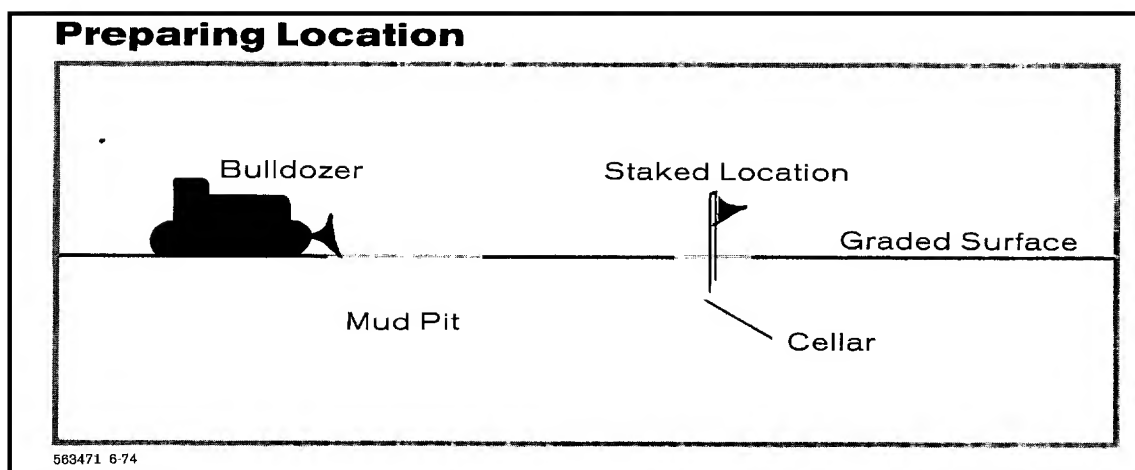 Preparing Location
Bulldozer
Staked Location
Graded Surface
Mud Pit
Cellar
563471 6-74